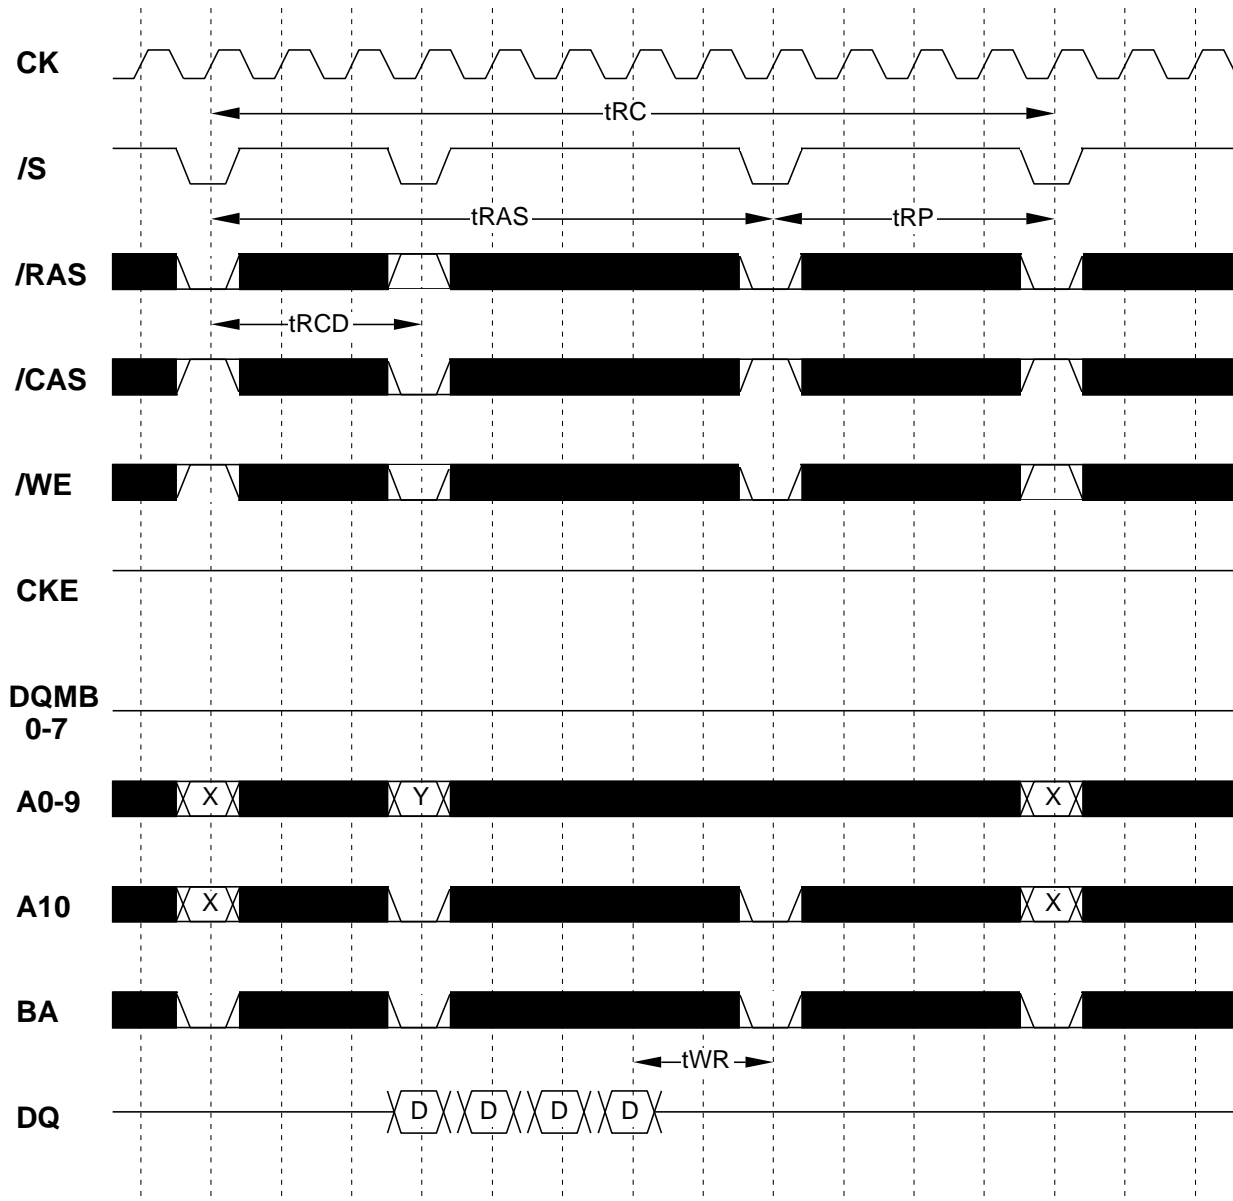 CK
tRC
/S
tRAS
tRP
/RAS
tRCD
/CAS
/WE
CKE
DQMB
0-7
A0-9 X Y X
A10 X X
BA
tWR
DQ D D D D